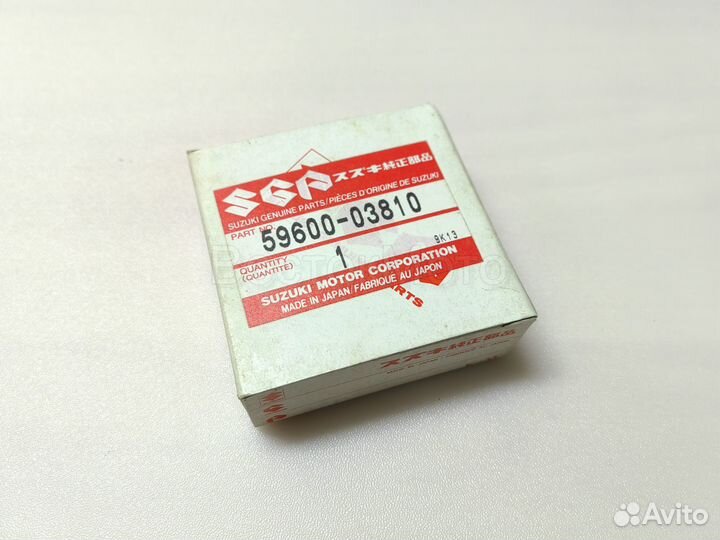 SGP スズキ純正部品
SUZUKI GENUINE PARTS/PIÈCES D'ORIGINE DE SUZUKI
PART NO.
59600-03810
QUANTITY
(QUANTITÉ)
1
9K13
SUZUKI MOTOR CORPORATION
MADE IN JAPAN/FABRIQUE AU JAPON
PARTS
スズキ純正部品
Avito